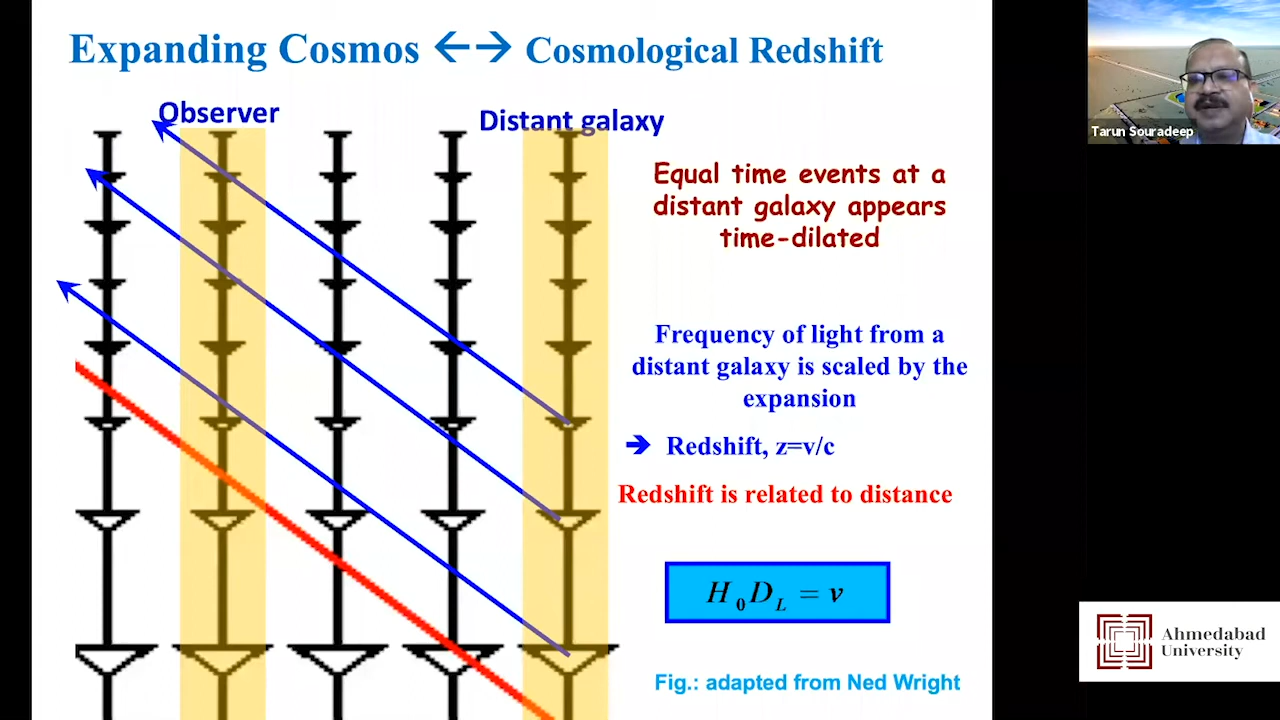 Expanding Cosmos ←→ Cosmological Redshift
Observer
Distant galaxy
Equal time events at a
distant galaxy appears
time-dilated
Frequency of light from a
distant galaxy is scaled by the
expansion
➔ Redshift, z=v/c
Redshift is related to distance
H₀D_L = v
Fig.: adapted from Ned Wright
Tarun Souradeep
Ahmedabad
University